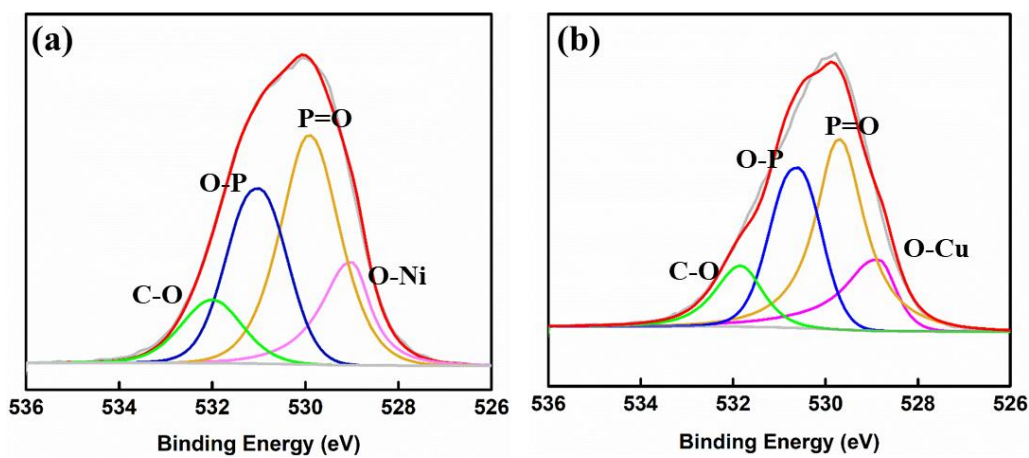 (a)
P=O
O-P
O-Ni
C-O
536 534 532 530 528 526
Binding Energy (eV)
(b)
P=O
O-P
O-Cu
C-O
536 534 532 530 528 526
Binding Energy (eV)